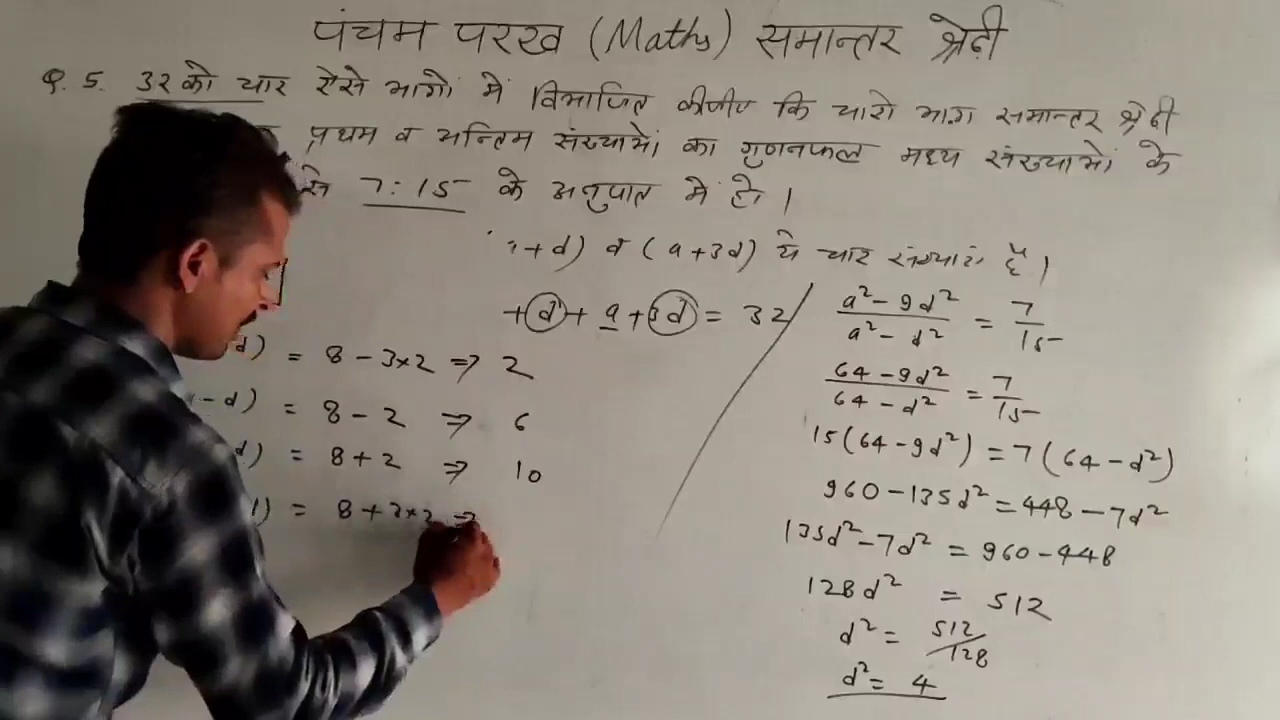 पंचम परख (Maths) समान्तर श्रेढ़ी
Q. 5. 32 को चार ऐसे भागों में विभाजित कीजीए कि चारो भाग समान्तर श्रेढी
प्रथम व अन्तिम संख्याओं का गुणनफल मध्य संख्याओं के
से 7:15 के अनुपात में हो।
+d) व (a+3d) ये चार संख्याएं हैं।
+d+a+3d = 32
d) = 8-3×2 ⇒ 2
-d) = 8-2 ⇒ 6
d) = 8+2 ⇒ 10
) = 8+3×2 ⇒
a²-9d² / a²-d² = 7/15
64-9d² / 64-d² = 7/15
15(64-9d²) = 7(64-d²)
960-135d² = 448-7d²
135d²-7d² = 960-448
128d² = 512
d² = 512/128
d² = 4